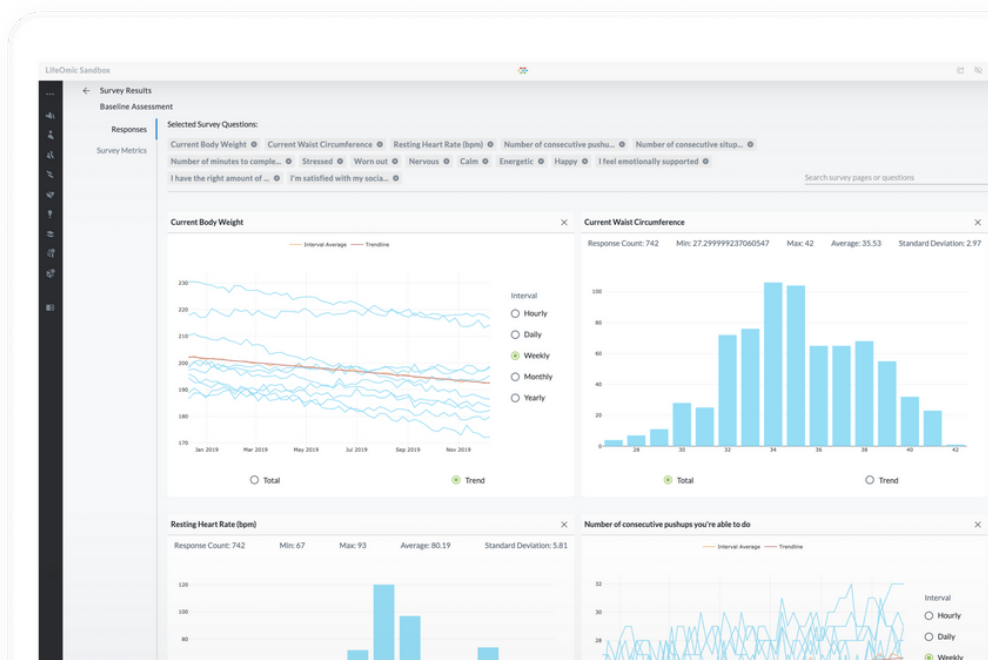 LifeOmic Sandbox
Survey Results
Baseline Assessment
Responses
Survey Metrics
Selected Survey Questions:
Current Body Weight
Current Waist Circumference
Resting Heart Rate (bpm)
Number of consecutive pushu...
Number of consecutive situp...
Number of minutes to comple...
Stressed
Worn out
Nervous
Calm
Energetic
Happy
I feel emotionally supported
I have the right amount of ...
I'm satisfied with my socia...
Search survey pages or questions
Current Body Weight
Interval Average
Trendline
230
220
210
200
190
180
170
Jan 2019
Mar 2019
May 2019
Jul 2019
Sep 2019
Nov 2019
Interval
Hourly
Daily
Weekly
Monthly
Yearly
Total
Trend
Current Waist Circumference
Response Count: 742
Min: 27.299999237060547
Max: 42
Average: 35.53
Standard Deviation: 2.97
100
80
60
40
20
0
28
30
32
34
36
38
40
42
Total
Trend
Resting Heart Rate (bpm)
Response Count: 742
Min: 67
Max: 93
Average: 80.19
Standard Deviation: 5.81
120
100
80
Number of consecutive pushups you're able to do
Interval Average
Trendline
32
30
28
Interval
Hourly
Daily
Weekly